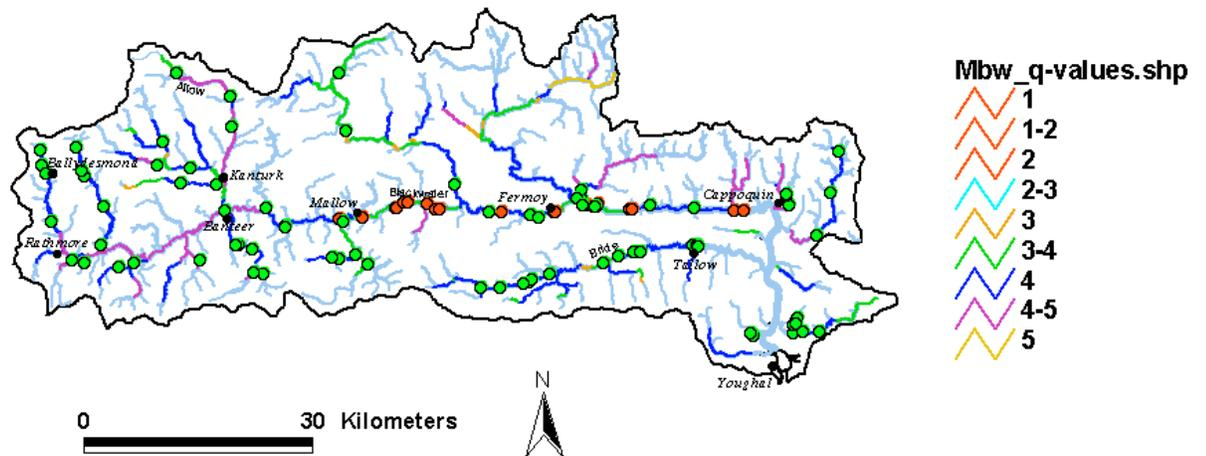 Mbw_q-values.shp
1
1-2
2
2-3
3
3-4
4
4-5
5
Allow
Ballydesmond
Kanturk
Mallow
Blackwater
Fermoy
Cappoquin
Banteer
Rathmore
Bride
Tallow
Youghal
N
0 30 Kilometers